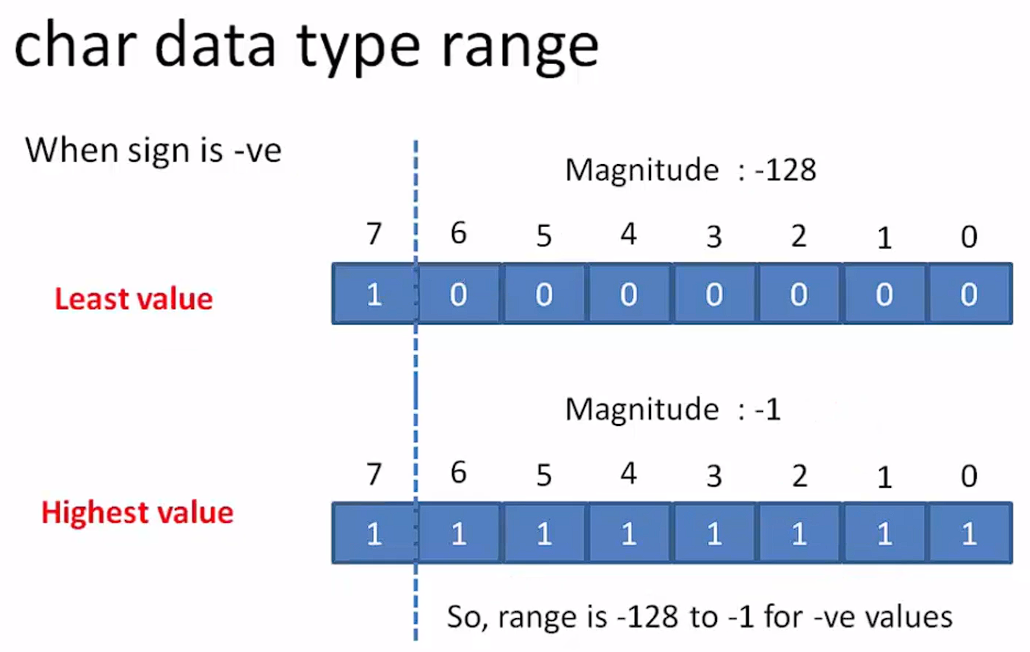 char data type range
When sign is -ve
Magnitude : -128
7 6 5 4 3 2 1 0
Least value
1 0 0 0 0 0 0 0
Magnitude : -1
7 6 5 4 3 2 1 0
Highest value
1 1 1 1 1 1 1 1
So, range is -128 to -1 for -ve values